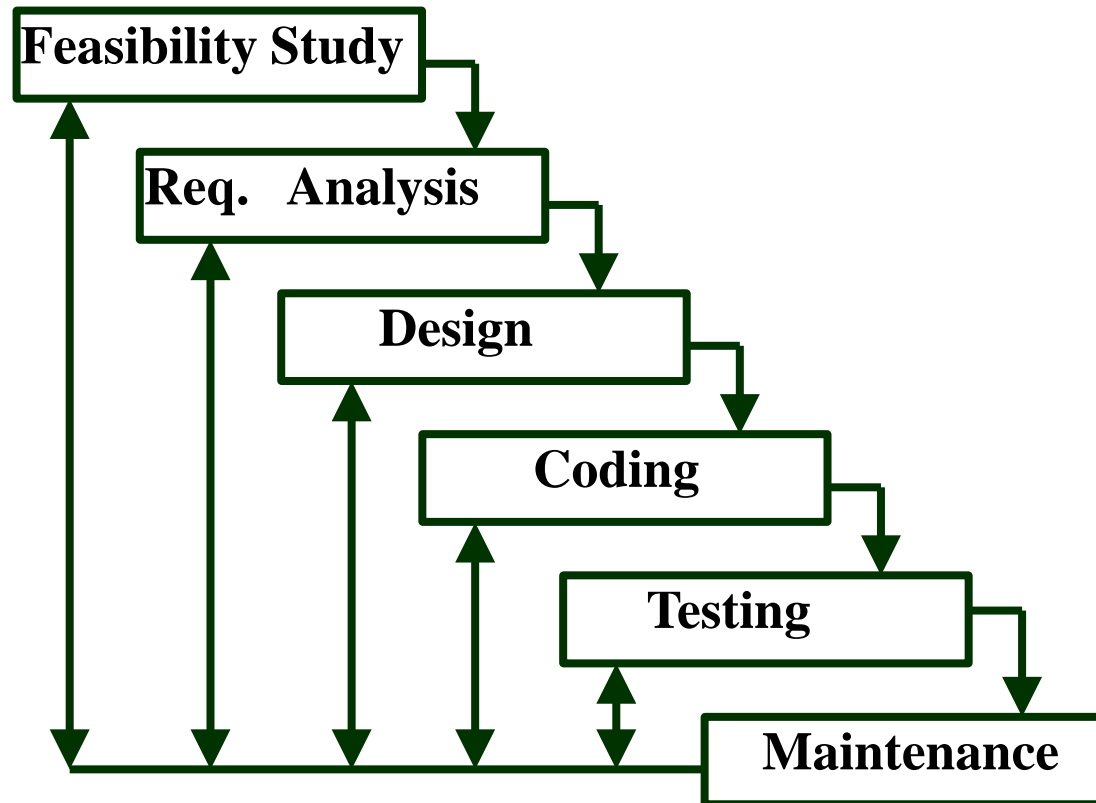 Feasibility Study
Req. Analysis
Design
Coding
Testing
Maintenance